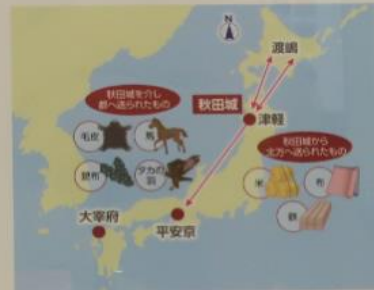 N
渡嶋
秋田城を介し
都へ送られたもの
秋田城
津軽
毛皮
馬
昆布
タカの
羽
秋田城から
北方へ送られたもの
米
布
鉄
大宰府
平安京